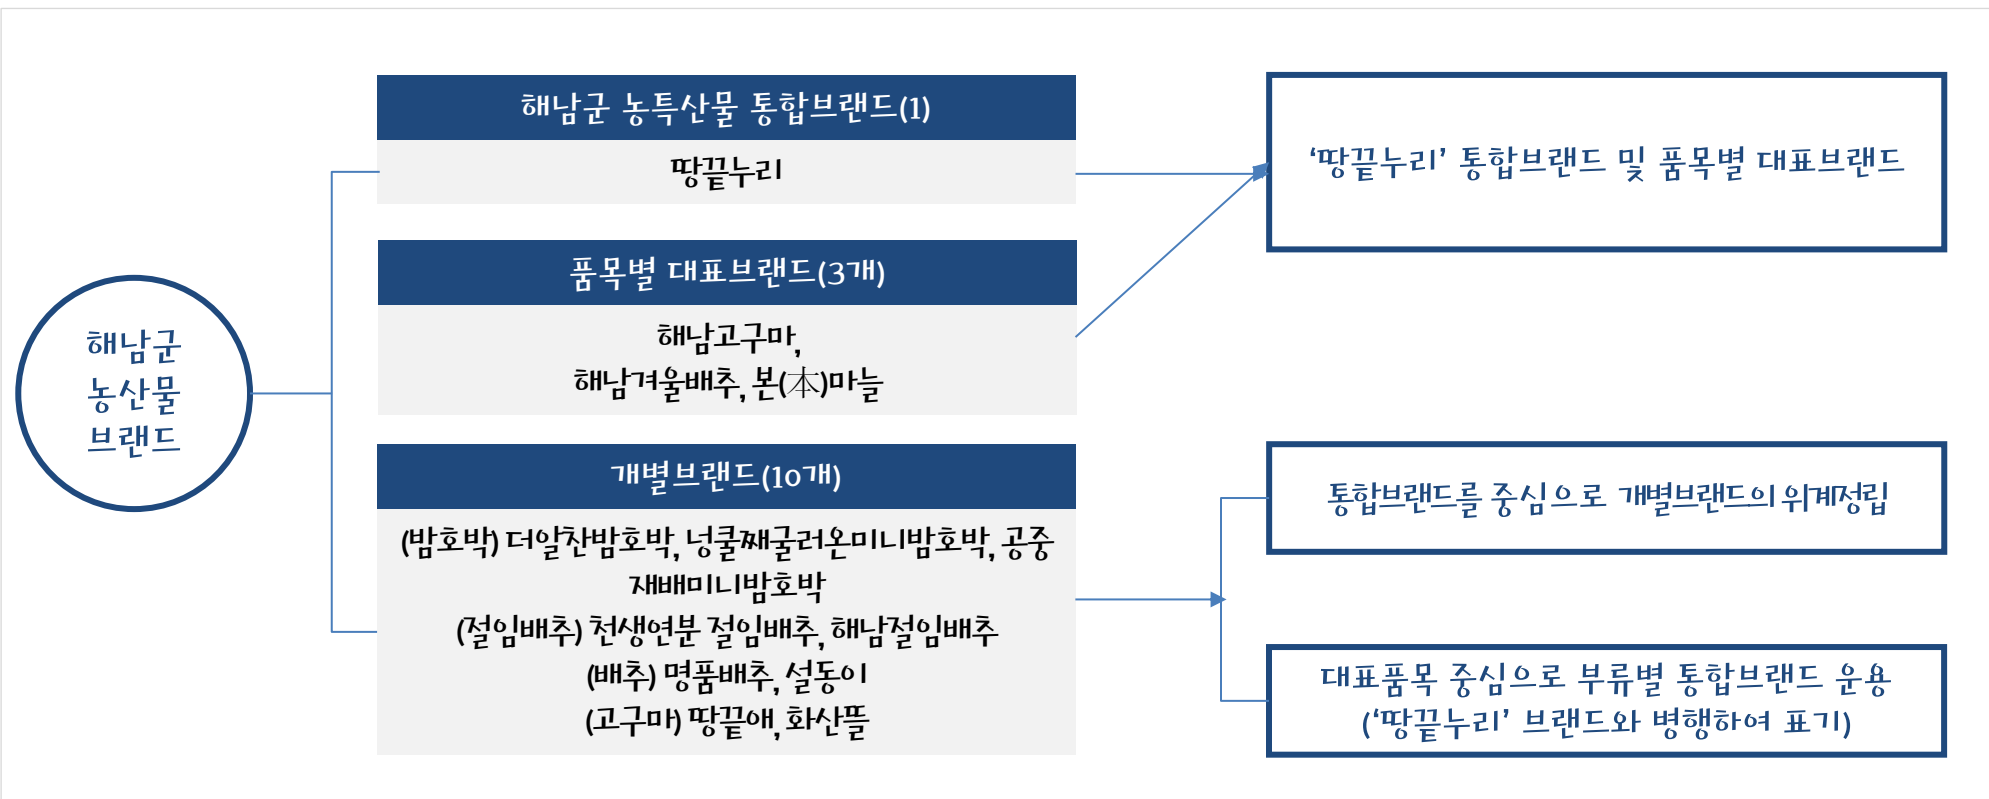 해남군
농산물
브랜드
해남군 농특산물 통합브랜드(1)
땅끝누리
품목별 대표브랜드(3개)
해남고구마,
해남겨울배추, 본(本)마늘
개별브랜드(10개)
(밤호박) 더알찬밤호박, 넝쿨째굴러온미니밤호박, 공중
재배미니밤호박
(절임배추) 천생연분 절임배추, 해남절임배추
(배추) 명품배추, 설동이
(고구마) 땅끝애, 화산뜰
‘땅끝누리’ 통합브랜드 및 품목별 대표브랜드
통합브랜드를 중심으로 개별브랜드의 위계성립
대표품목 중심으로 부류별 통합브랜드 운용
(‘땅끝누리’ 브랜드와 병행하여 표기)